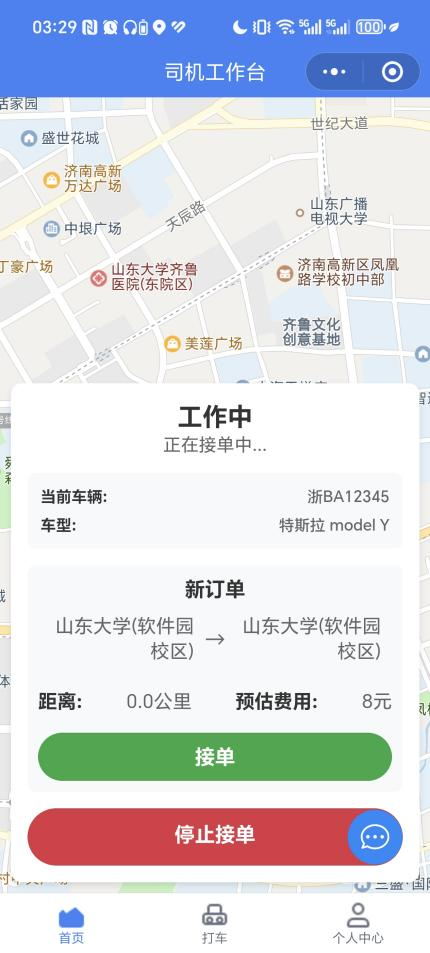 03:29
5G
5G
100
司机工作台
居家园
世纪大道
盛世花城
济南高新
万达广场
天辰路
山东广播
电视大学
中垠广场
丁豪广场
山东大学齐鲁
医院(东院区)
济南高新区凤凰
路学校初中部
齐鲁文化
创意基地
美莲广场
工作中
正在接单中...
当前车辆:
浙BA12345
车型:
特斯拉 model Y
新订单
山东大学(软件园
校区)
→
山东大学(软件园
校区)
距离:
0.0公里
预估费用:
8元
接单
停止接单
三盛·国
首页
打车
个人中心